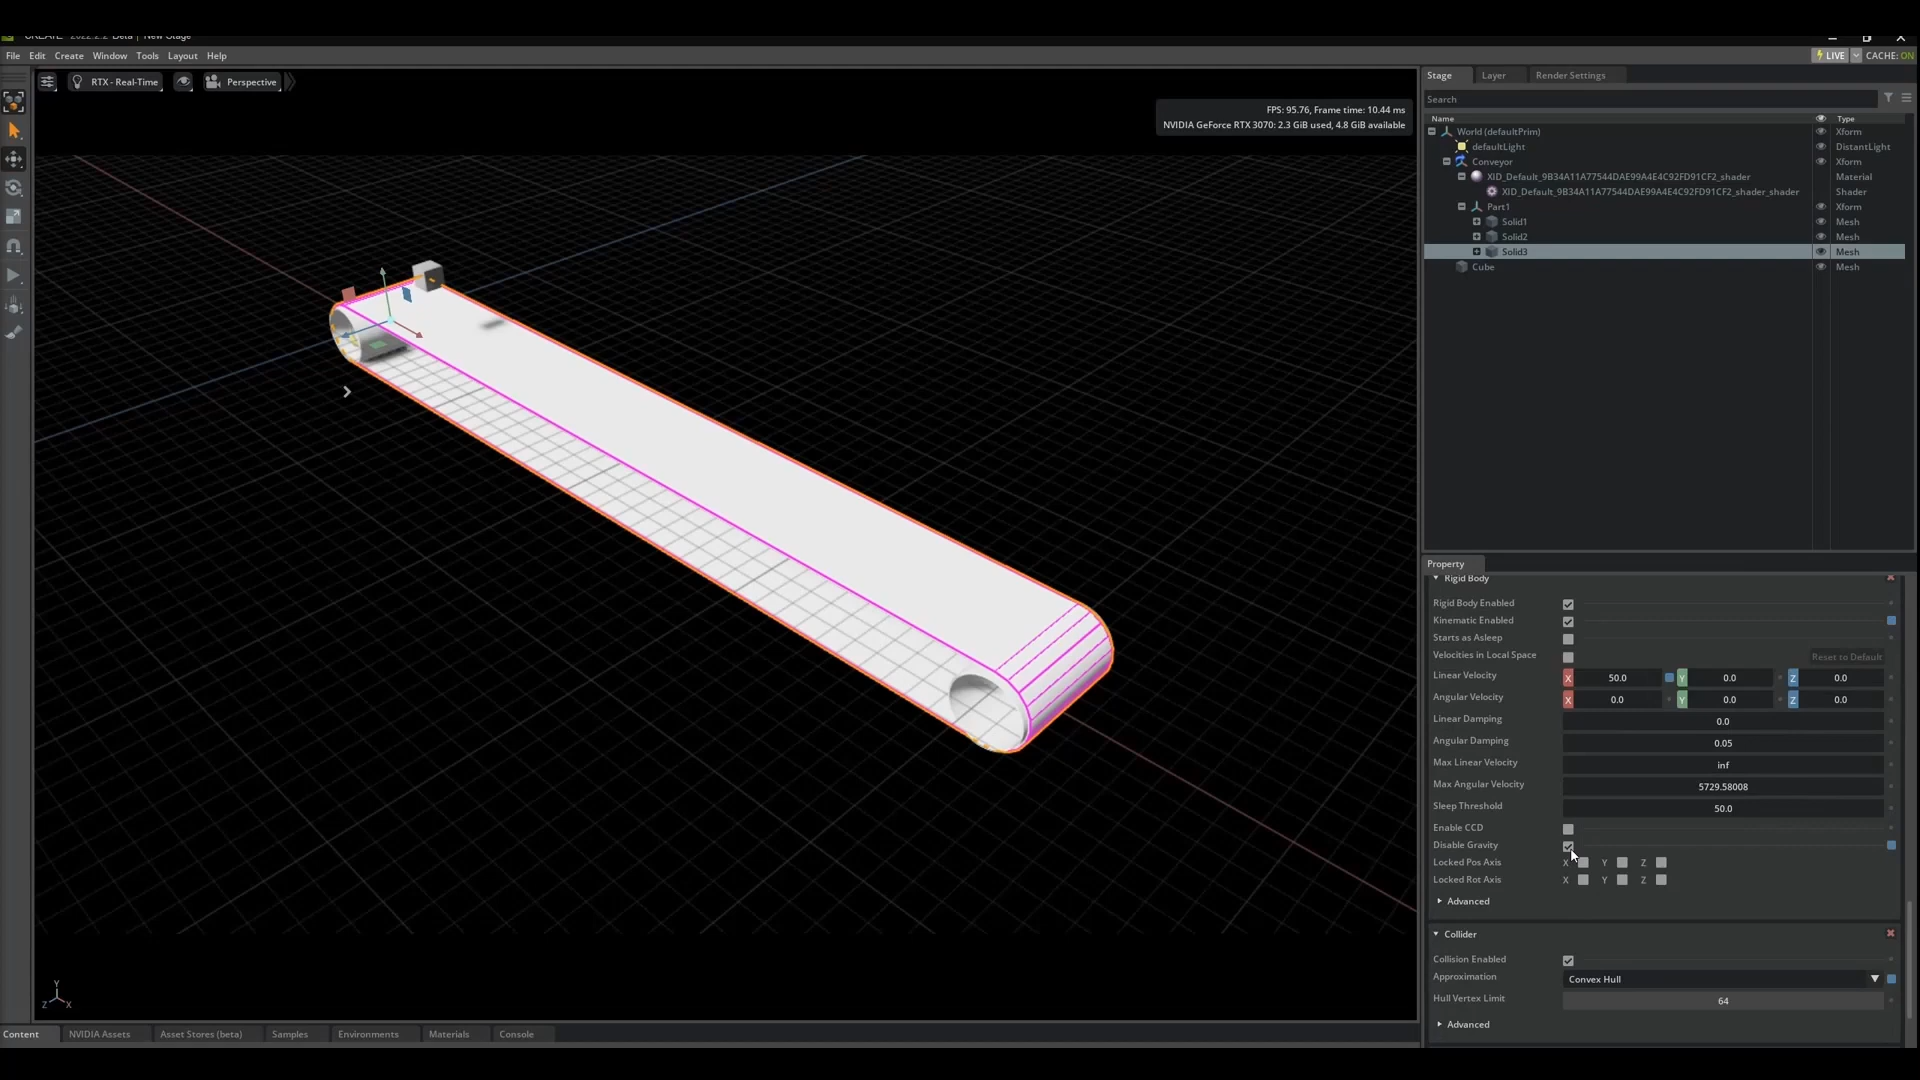 CREATE 2022.2.2 Beta | New Stage
File Edit Create Window Tools Layout Help
LIVE CACHE: ON
RTX - Real-Time Perspective
FPS: 95.76, Frame time: 10.44 ms
NVIDIA GeForce RTX 3070: 2.3 GiB used, 4.8 GiB available
Stage Layer Render Settings
Search
Name Type
World (defaultPrim) Xform
defaultLight DistantLight
Conveyor Xform
XID_Default_9B34A11A77544DAE99A4E4C92FD91CF2_shader Material
XID_Default_9B34A11A77544DAE99A4E4C92FD91CF2_shader_shader Shader
Part1 Xform
Solid1 Mesh
Solid2 Mesh
Solid3 Mesh
Cube Mesh
Property
Rigid Body
Rigid Body Enabled
Kinematic Enabled
Starts as Asleep
Velocities in Local Space Reset to Default
Linear Velocity X 50.0 Y 0.0 Z 0.0
Angular Velocity X 0.0 Y 0.0 Z 0.0
Linear Damping 0.0
Angular Damping 0.05
Max Linear Velocity inf
Max Angular Velocity 5729.58008
Sleep Threshold 50.0
Enable CCD
Disable Gravity
Locked Pos Axis X Y Z
Locked Rot Axis X Y Z
Advanced
Collider
Collision Enabled
Approximation Convex Hull
Hull Vertex Limit 64
Advanced
Y
Z X
Content NVIDIA Assets Asset Stores (beta) Samples Environments Materials Console